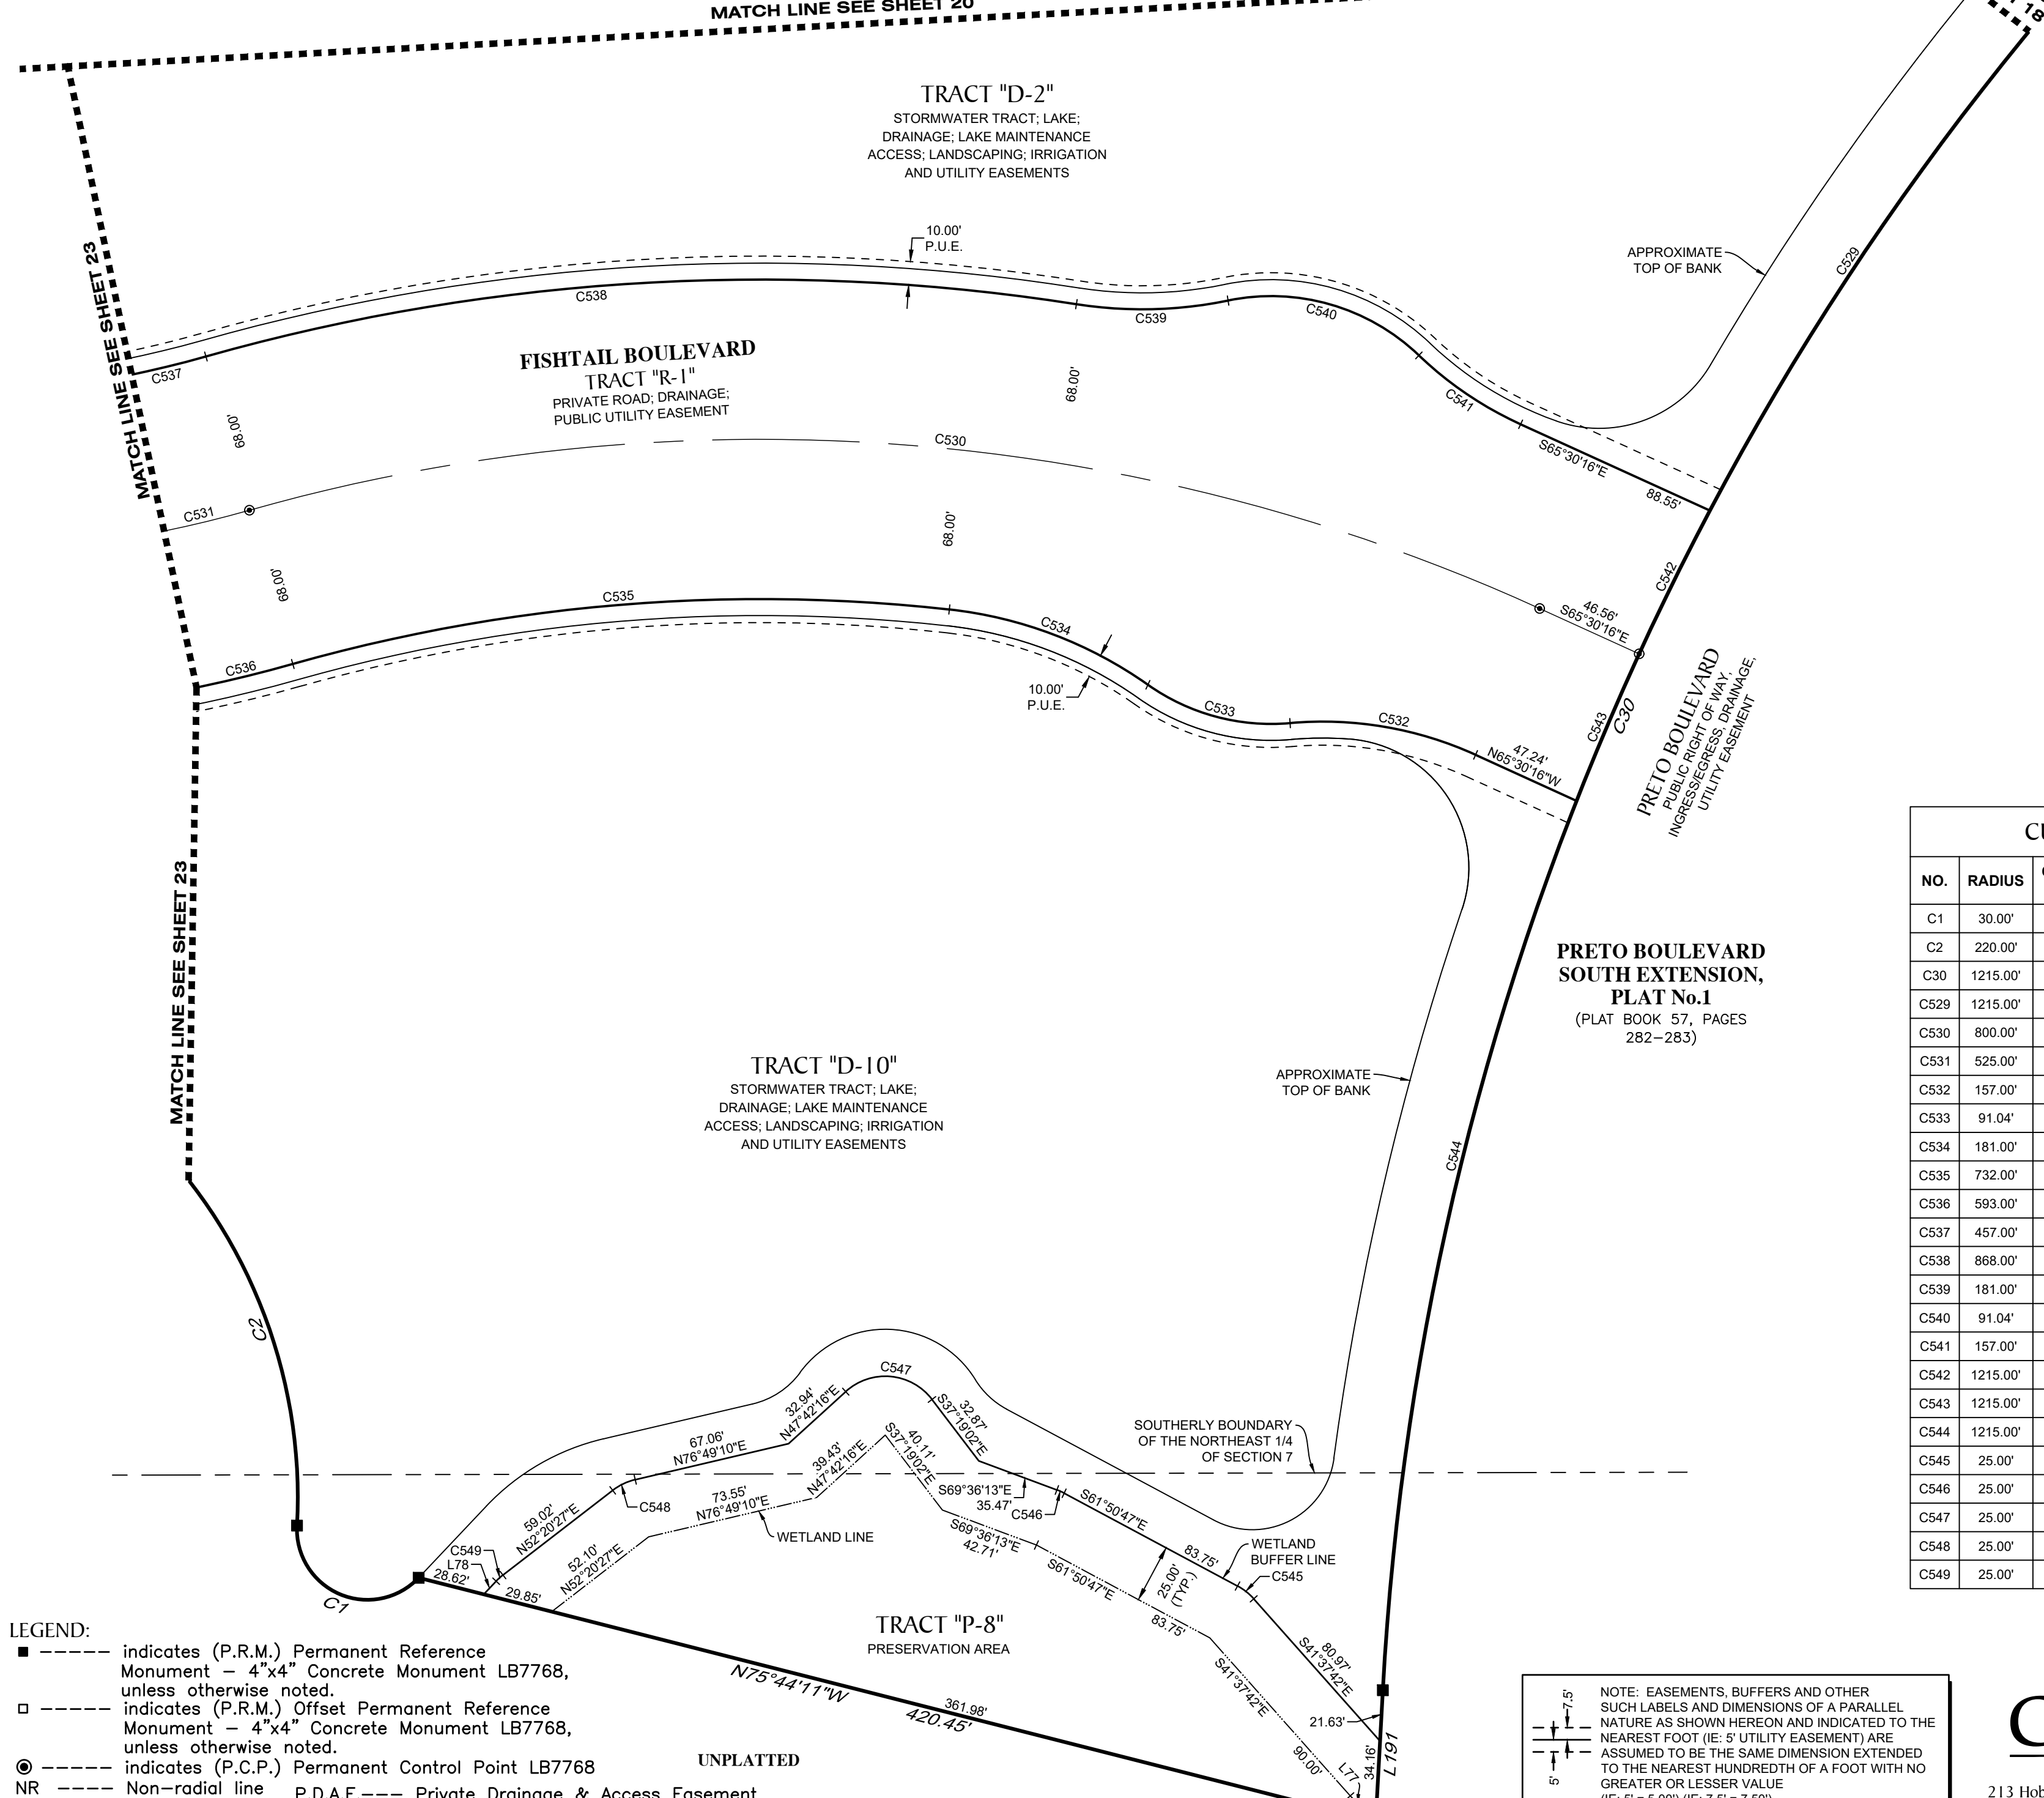 MATCH LINE SEE SHEET 20
18
TRACT "D-2"
STORMWATER TRACT; LAKE;
DRAINAGE; LAKE MAINTENANCE
ACCESS; LANDSCAPING; IRRIGATION
AND UTILITY EASEMENTS
MATCH LINE SEE SHEET 23
10.00'
P.U.E.
APPROXIMATE
TOP OF BANK
C529
C538
C539
C540
C537
C541
FISHTAIL BOULEVARD
TRACT "R-1"
PRIVATE ROAD; DRAINAGE;
PUBLIC UTILITY EASEMENT
68.00'
68.00'
C530
S65°30'16"E
88.55'
C531
68.00'
68.00'
C542
46.56'
S65°30'16"E
C535
C534
C536
10.00'
P.U.E.
C533
C532
47.24'
N65°30'16"W
C543
C30
PRETO BOULEVARD
PUBLIC RIGHT OF WAY,
INGRESS/EGRESS, DRAINAGE,
UTILITY EASEMENT
MATCH LINE SEE SHEET 23
PRETO BOULEVARD
SOUTH EXTENSION,
PLAT No.1
(PLAT BOOK 57, PAGES
282-283)
TRACT "D-10"
STORMWATER TRACT; LAKE;
DRAINAGE; LAKE MAINTENANCE
ACCESS; LANDSCAPING; IRRIGATION
AND UTILITY EASEMENTS
APPROXIMATE
TOP OF BANK
C544
C2
C547
32.94'
N47°42'16"E
32.87'
S37°19'02"E
67.06'
N76°49'10"E
39.43'
N47°42'16"E
40.11'
S37°19'02"E
SOUTHERLY BOUNDARY
OF THE NORTHEAST 1/4
OF SECTION 7
C548
73.55'
N76°49'10"E
S69°36'13"E
35.47'
C546
S61°50'47"E
83.75'
59.02'
N52°20'27"E
WETLAND LINE
S69°36'13"E
42.71'
WETLAND
BUFFER LINE
C545
C549
L78
28.62'
52.10'
N52°20'27"E
29.85'
S61°50'47"E
83.75'
25.00'
(TYP.)
C1
TRACT "P-8"
PRESERVATION AREA
80.97'
S41°37'42"E
S41°37'42"E
90.00'
N75°44'11"W
361.98'
420.45'
21.63'
34.16'
L191
L77
UNPLATTED
LEGEND:
----- indicates (P.R.M.) Permanent Reference
Monument - 4"x4" Concrete Monument LB7768,
unless otherwise noted.
----- indicates (P.R.M.) Offset Permanent Reference
Monument - 4"x4" Concrete Monument LB7768,
unless otherwise noted.
----- indicates (P.C.P.) Permanent Control Point LB7768
NR ---- Non-radial line
P.D.A.E.--- Private Drainage & Access Easement
7.5'
5'
NOTE: EASEMENTS, BUFFERS AND OTHER
SUCH LABELS AND DIMENSIONS OF A PARALLEL
NATURE AS SHOWN HEREON AND INDICATED TO THE
NEAREST FOOT (IE: 5' UTILITY EASEMENT) ARE
ASSUMED TO BE THE SAME DIMENSION EXTENDED
TO THE NEAREST HUNDREDTH OF A FOOT WITH NO
GREATER OR LESSER VALUE
(IE: 5' = 5.00') (IE: 7.5' = 7.50')
NO. RADIUS
C1 30.00'
C2 220.00'
C30 1215.00'
C529 1215.00'
C530 800.00'
C531 525.00'
C532 157.00'
C533 91.04'
C534 181.00'
C535 732.00'
C536 593.00'
C537 457.00'
C538 868.00'
C539 181.00'
C540 91.04'
C541 157.00'
C542 1215.00'
C543 1215.00'
C544 1215.00'
C545 25.00'
C546 25.00'
C547 25.00'
C548 25.00'
C549 25.00'
213